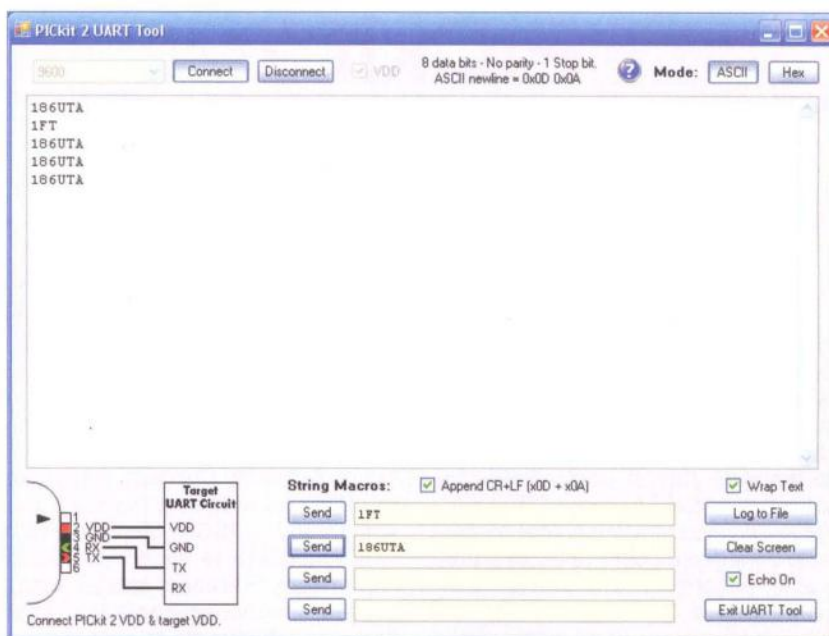 PICkit 2 UART Tool
9600 Connect Disconnect VDD 8 data bits - No parity - 1 Stop bit. Mode: ASCII Hex
ASCII newline = 0x0D 0x0A
186UTA
1FT
186UTA
186UTA
186UTA
Target
UART Circuit
1
2 VDD VDD
3 GND GND
4 RX TX
5 TX RX
6
Connect PICkit 2 VDD & target VDD.
String Macros: Append CR+LF (x0D + x0A) Wrap Text
Send 1FT Log to File
Send 186UTA Clear Screen
Send Echo On
Send Exit UART Tool